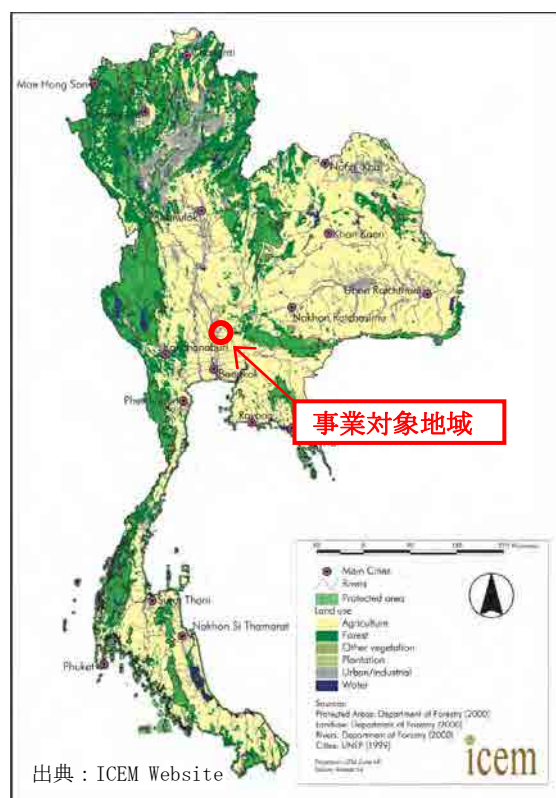 Mae Hong Son
Nong Khai
Khon Kaen
Ubon Ratchthani
Nakhon Ratchasima
Kanchanaburi
Bangkok
Rayong
事業対象地域
Surat Thani
Nakhon Si Thamarat
Phuket
Main Cities
Rivers
Protected area
Land use
Agriculture
Forest
Other vegetation
Plantation
Urban/industrial
Water
Sources:
Protected Areas: Department of Forestry (2000)
Landuse: Department of Forestry (2000)
Rivers: Department of Forestry (2000)
Cities: UNEP (1999)
icem
出典：ICEM Website